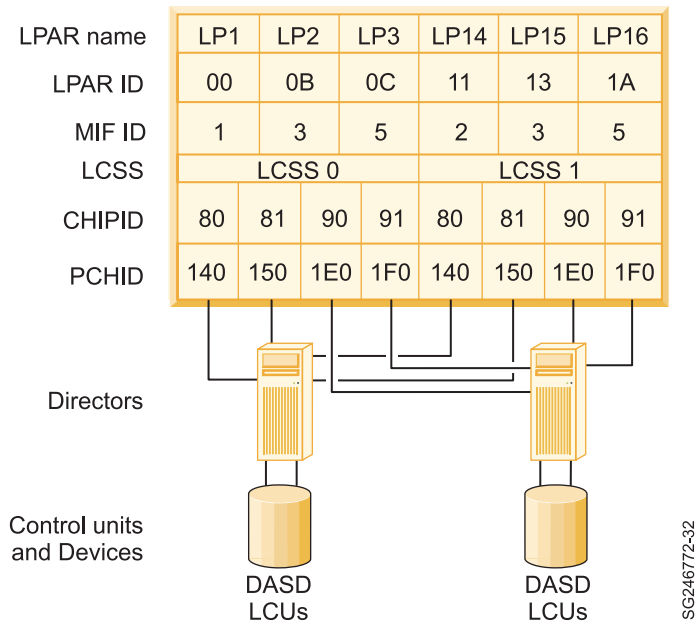 LPAR name LP1 LP2 LP3 LP14 LP15 LP16
LPAR ID 00 0B 0C 11 13 1A
MIF ID 1 3 5 2 3 5
LCSS LCSS 0 LCSS 1
CHIPID 80 81 90 91 80 81 90 91
PCHID 140 150 1E0 1F0 140 150 1E0 1F0
Directors
Control units
and Devices
DASD
LCUs
DASD
LCUs
SG246772-32